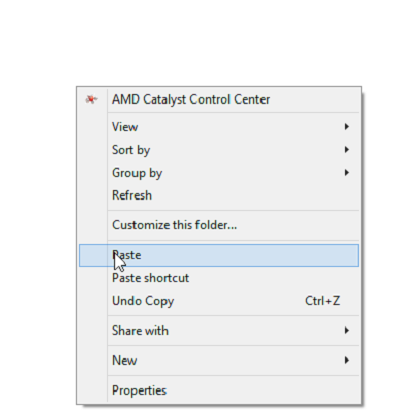 AMD Catalyst Control Center
View
Sort by
Group by
Refresh
Customize this folder...
Paste
Paste shortcut
Undo Copy Ctrl+Z
Share with
New
Properties